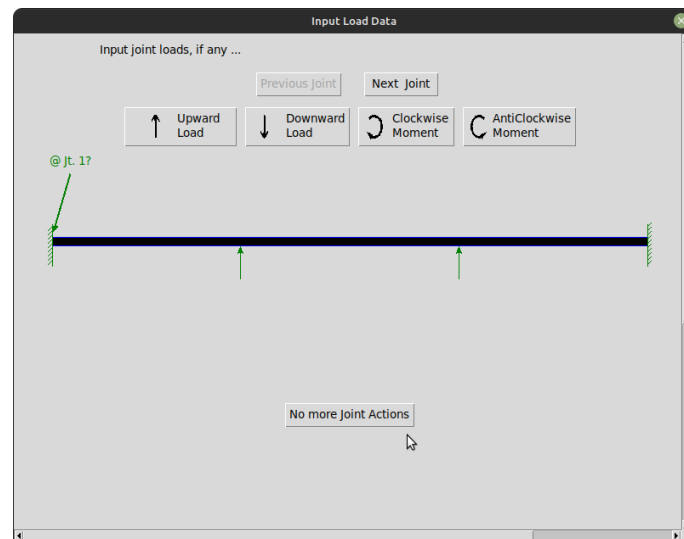 Input Load Data
Input joint loads, if any ...
Previous Joint
Next Joint
Upward
Load
Downward
Load
Clockwise
Moment
AntiClockwise
Moment
@ Jt. 1?
No more Joint Actions